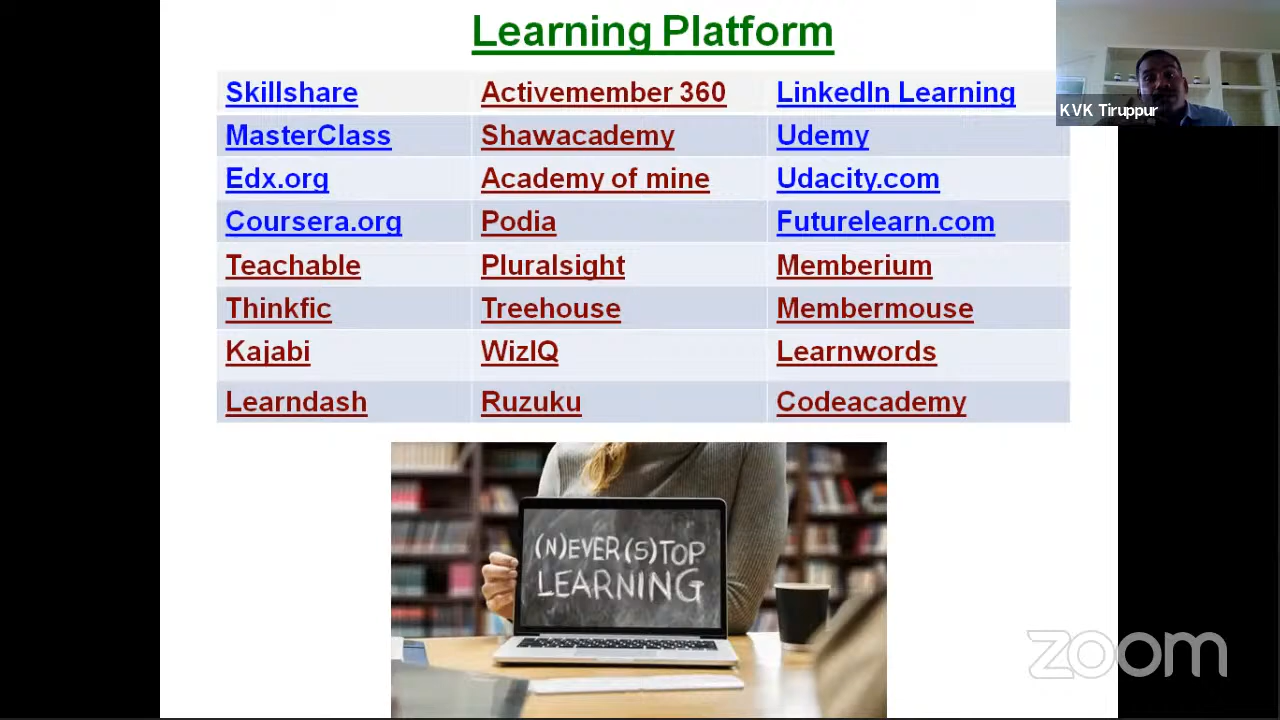 Learning Platform
Skillshare Activemember 360 LinkedIn Learning
KVK Tiruppur
MasterClass Shawacademy Udemy
Edx.org Academy of mine Udacity.com
Coursera.org Podia Futurelearn.com
Teachable Pluralsight Memberium
Thinkfic Treehouse Membermouse
Kajabi WizIQ Learnwords
Learndash Ruzuku Codeacademy
(N)EVER (S)TOP
LEARNING
zoom